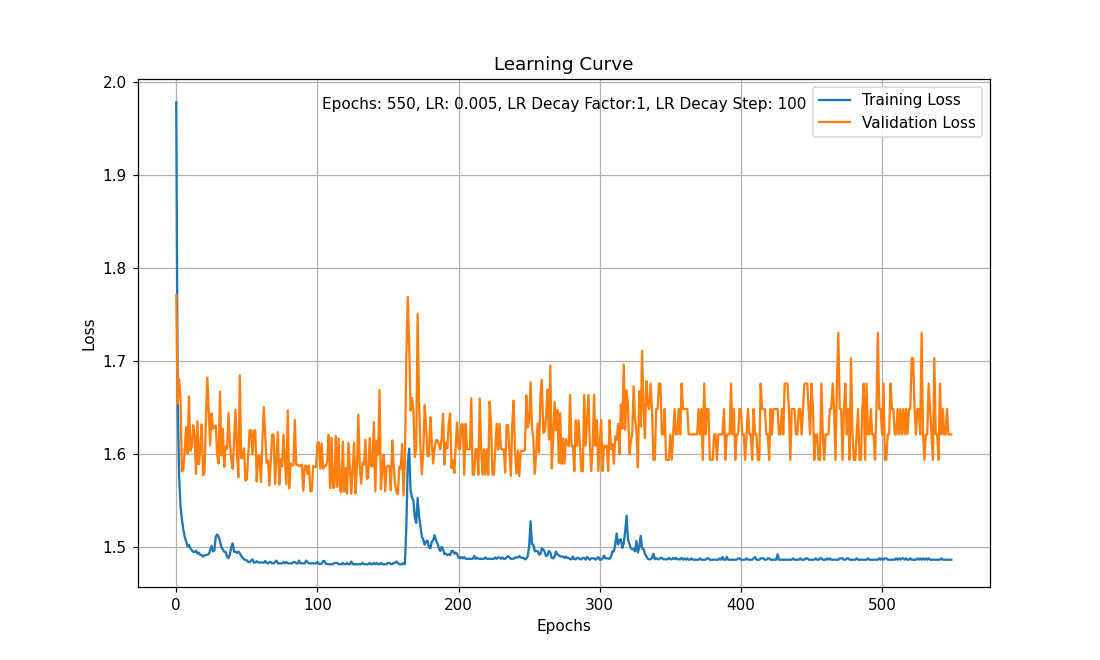 Learning Curve
Epochs: 550, LR: 0.005, LR Decay Factor:1, LR Decay Step: 100
Training Loss
Validation Loss
2.0
1.9
1.8
1.7
1.6
1.5
Loss
0
100
200
300
400
500
Epochs